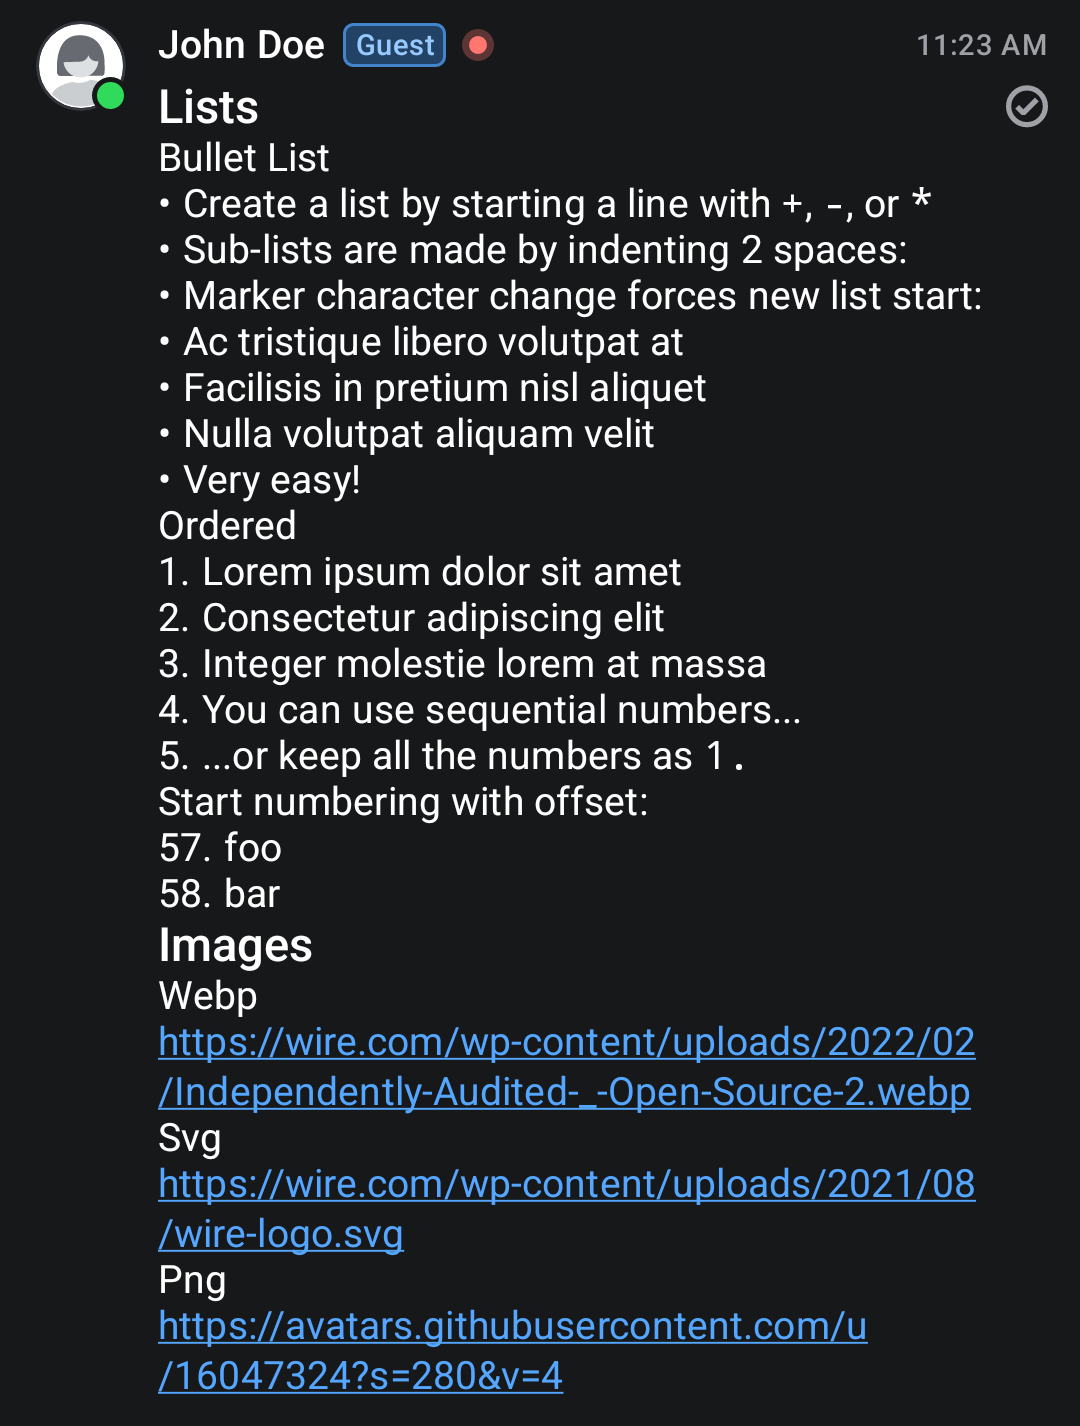 John Doe Guest 11:23 AM
Lists
Bullet List
• Create a list by starting a line with +, -, or *
• Sub-lists are made by indenting 2 spaces:
• Marker character change forces new list start:
• Ac tristique libero volutpat at
• Facilisis in pretium nisl aliquet
• Nulla volutpat aliquam velit
• Very easy!
Ordered
1. Lorem ipsum dolor sit amet
2. Consectetur adipiscing elit
3. Integer molestie lorem at massa
4. You can use sequential numbers...
5. ...or keep all the numbers as 1.
Start numbering with offset:
57. foo
58. bar
Images
Webp
https://wire.com/wp-content/uploads/2022/02
/Independently-Audited-_-Open-Source-2.webp
Svg
https://wire.com/wp-content/uploads/2021/08
/wire-logo.svg
Png
https://avatars.githubusercontent.com/u
/16047324?s=280&v=4